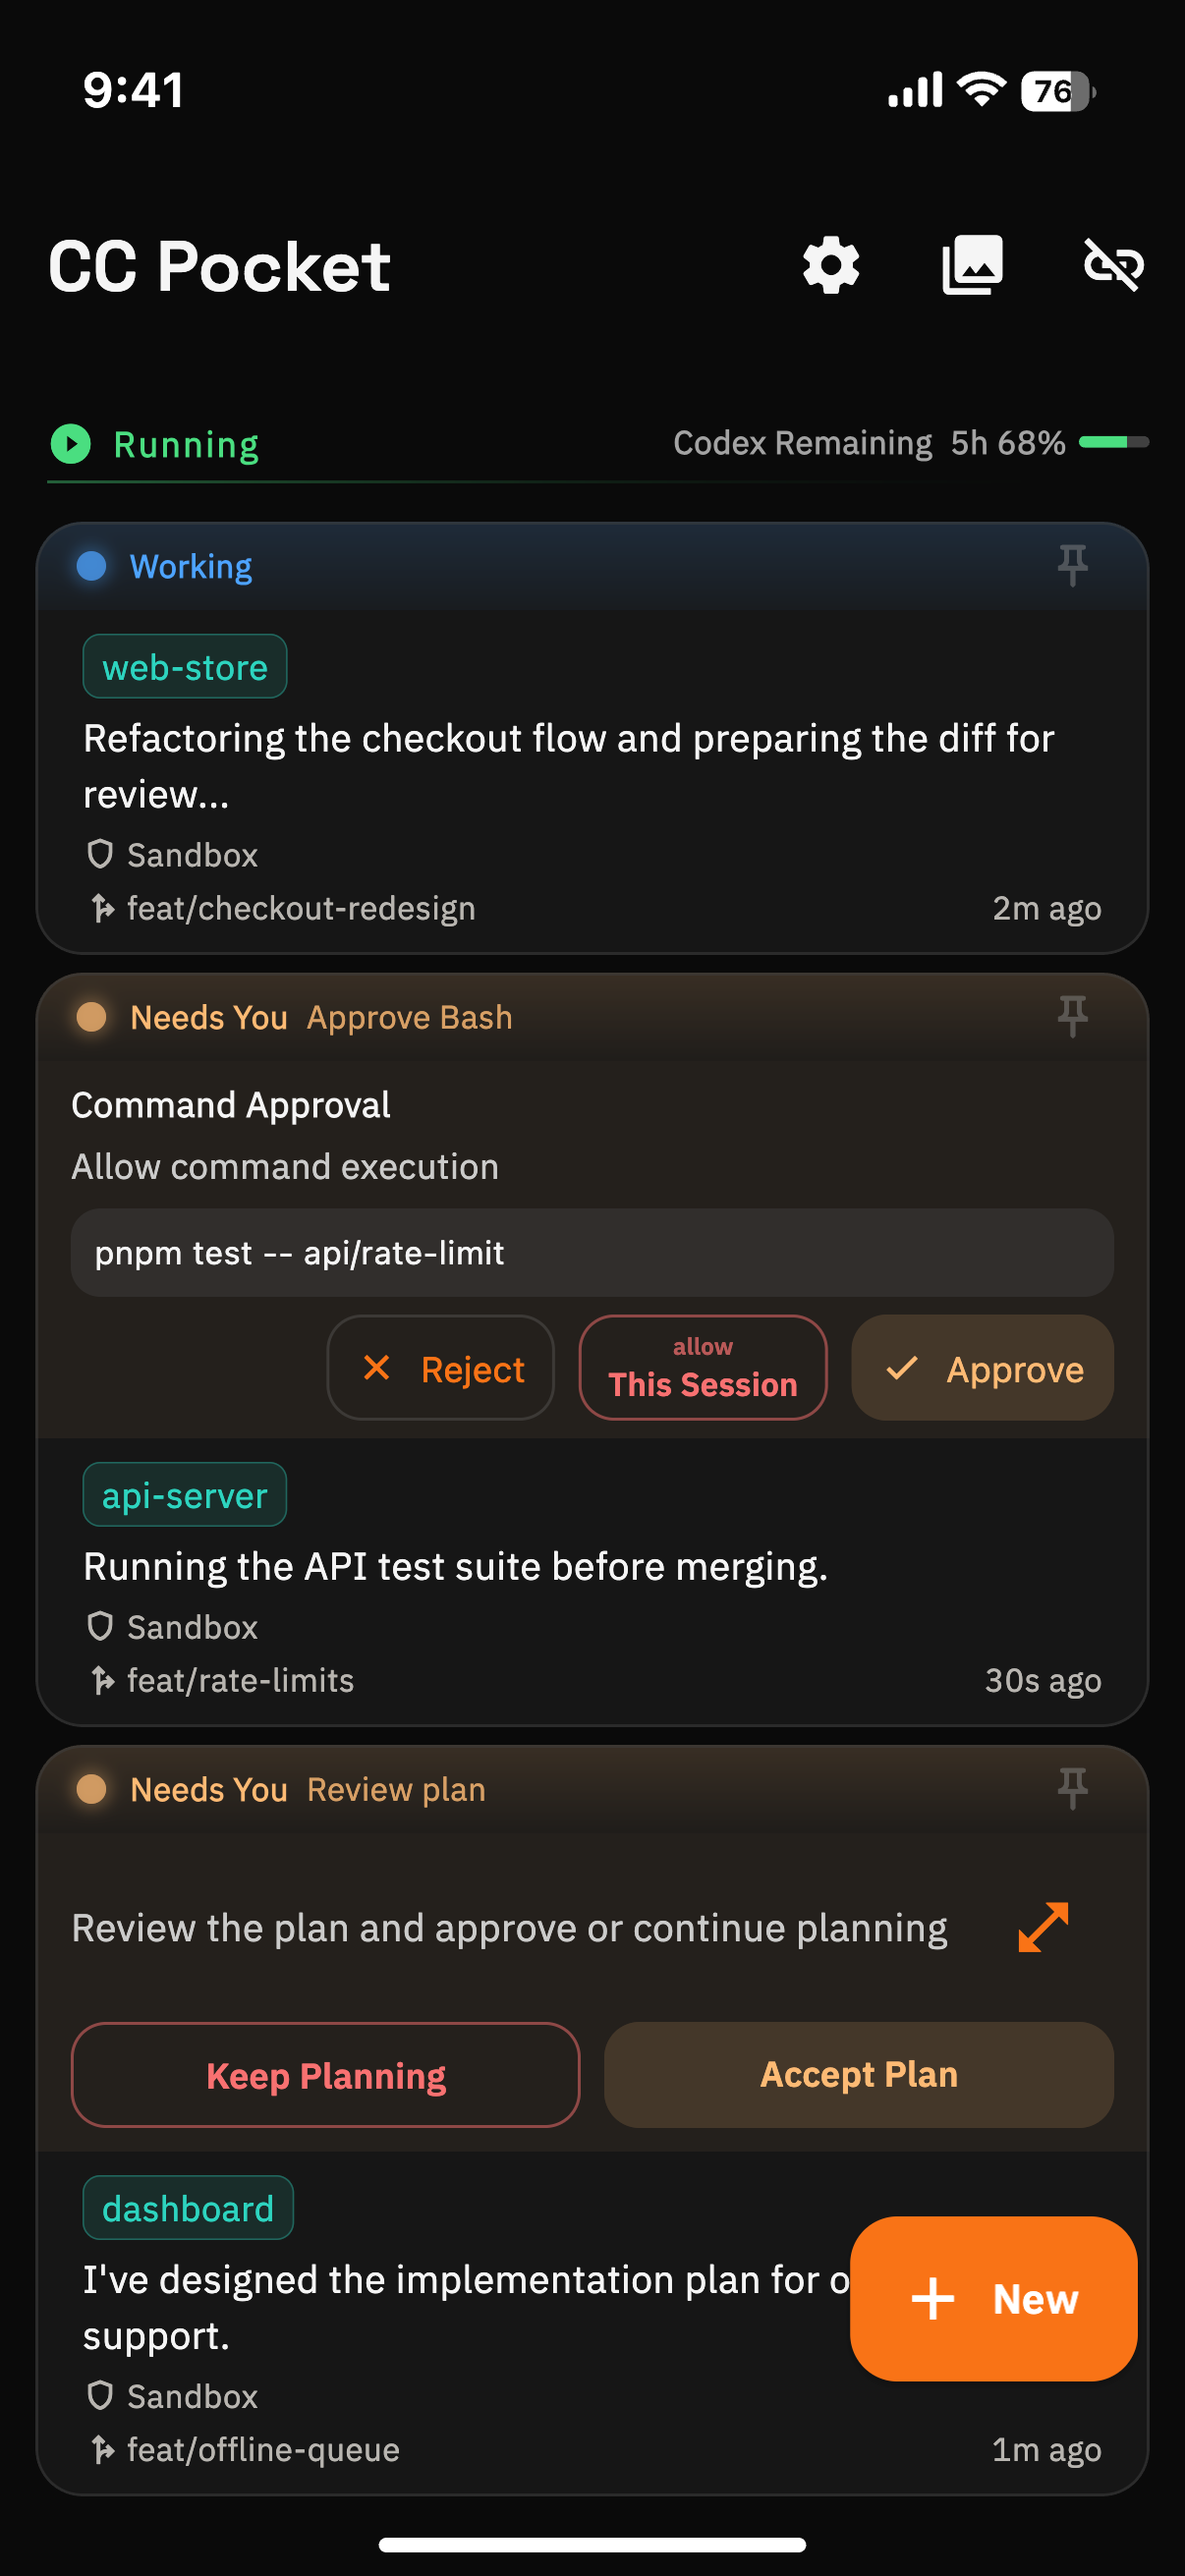 9:41
76
CC Pocket
Running
Codex Remaining 5h 68%
Working
web-store
Refactoring the checkout flow and preparing the diff for
review...
Sandbox
feat/checkout-redesign
2m ago
Needs You Approve Bash
Command Approval
Allow command execution
pnpm test -- api/rate-limit
Reject
allow
This Session
Approve
api-server
Running the API test suite before merging.
Sandbox
feat/rate-limits
30s ago
Needs You Review plan
Review the plan and approve or continue planning
Keep Planning
Accept Plan
dashboard
I've designed the implementation plan for
support.
New
Sandbox
feat/offline-queue
1m ago